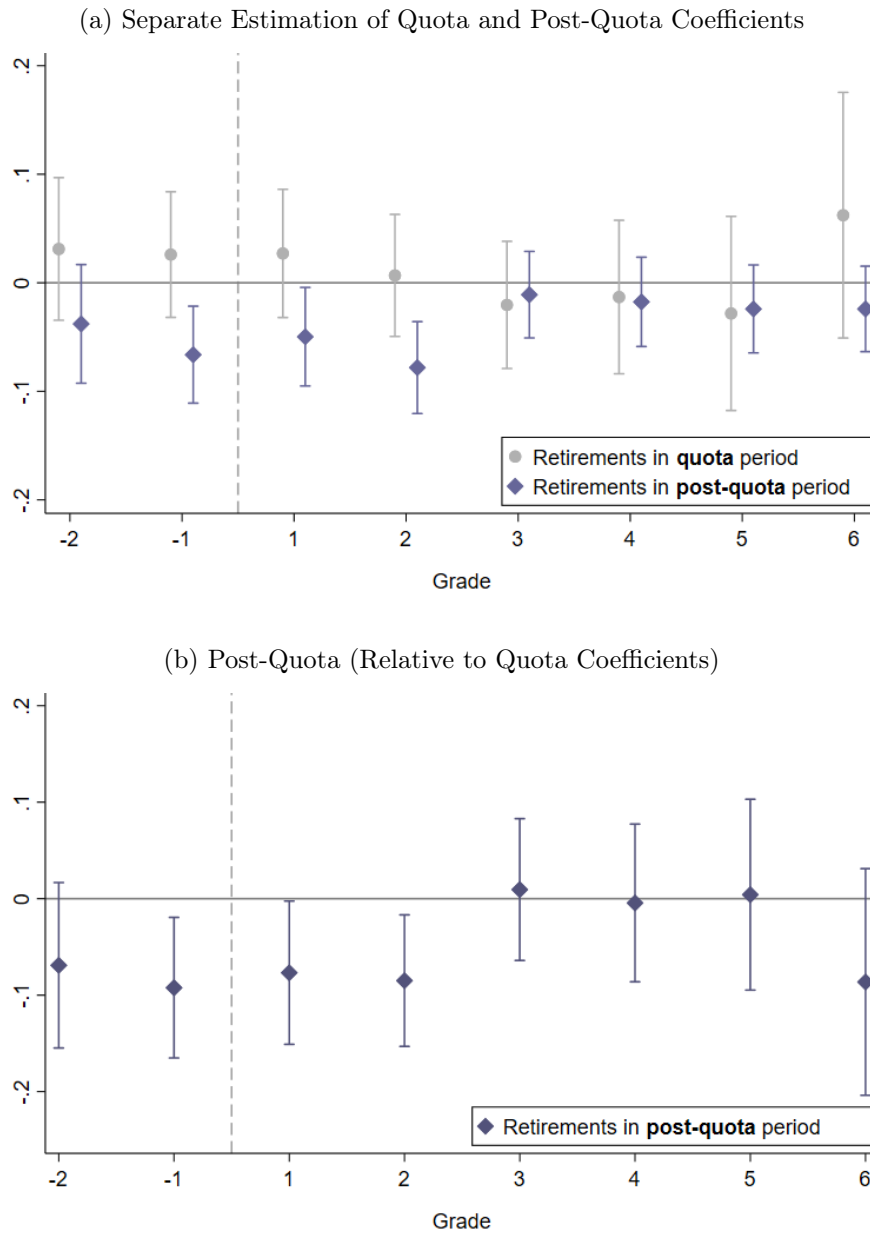 (a) Separate Estimation of Quota and Post-Quota Coefficients
.2
.1
0
-.1
-.2
Retirements in quota period
Retirements in post-quota period
-2 -1 1 2 3 4 5 6
Grade
(b) Post-Quota (Relative to Quota Coefficients)
.2
.1
0
-.1
-.2
Retirements in post-quota period
-2 -1 1 2 3 4 5 6
Grade